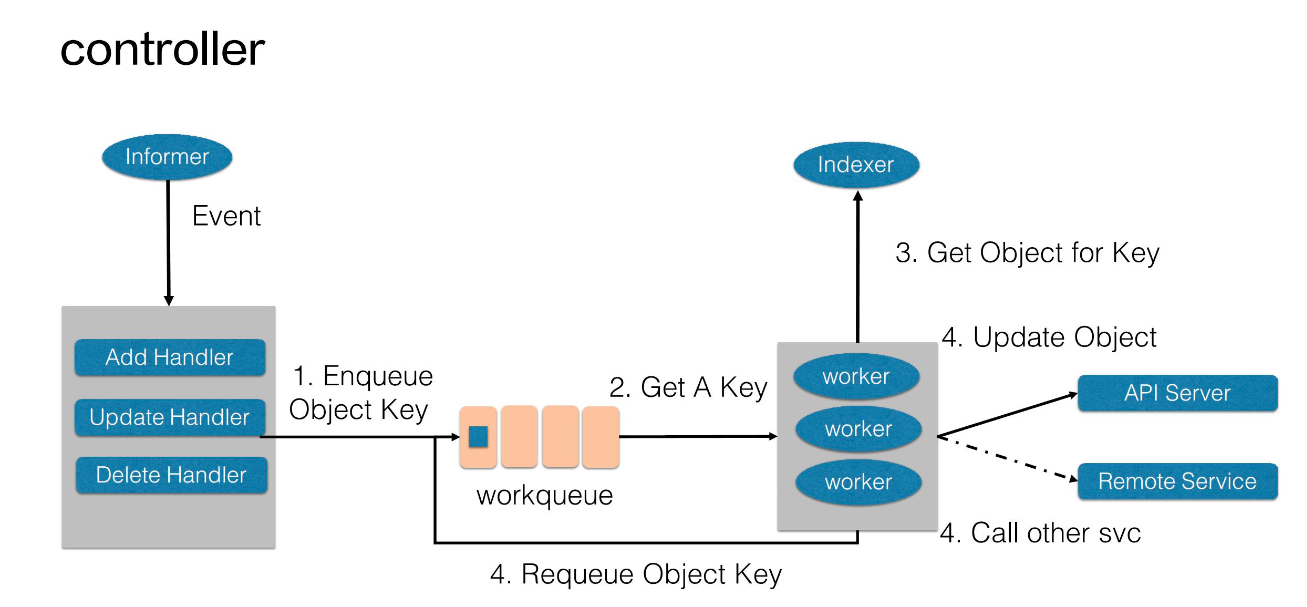 controller
Informer
Event
Add Handler
Update Handler
Delete Handler
1. Enqueue
Object Key
workqueue
2. Get A Key
Indexer
3. Get Object for Key
worker
worker
worker
4. Update Object
API Server
Remote Service
4. Call other svc
4. Requeue Object Key